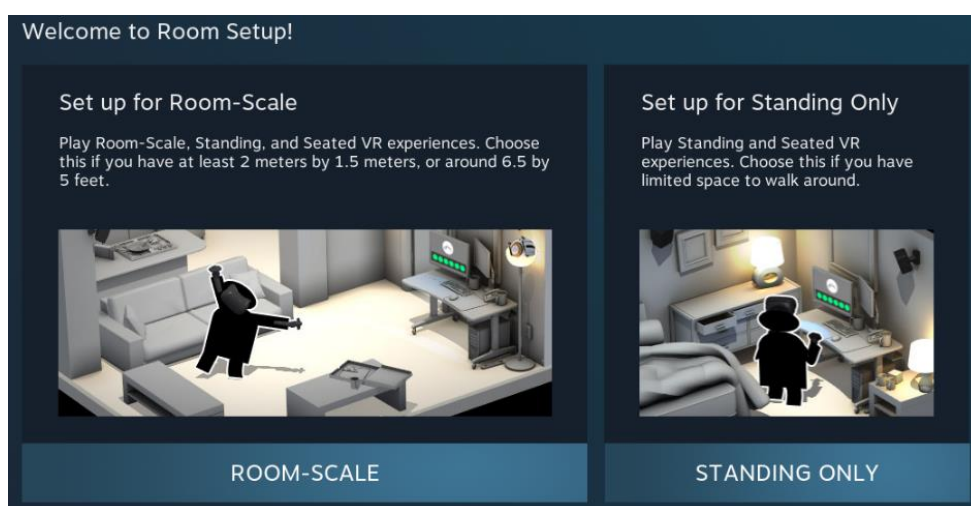 Welcome to Room Setup!
Set up for Room-Scale
Play Room-Scale, Standing, and Seated VR experiences. Choose
this if you have at least 2 meters by 1.5 meters, or around 6.5 by
5 feet.
ROOM-SCALE
Set up for Standing Only
Play Standing and Seated VR
experiences. Choose this if you have
limited space to walk around.
STANDING ONLY